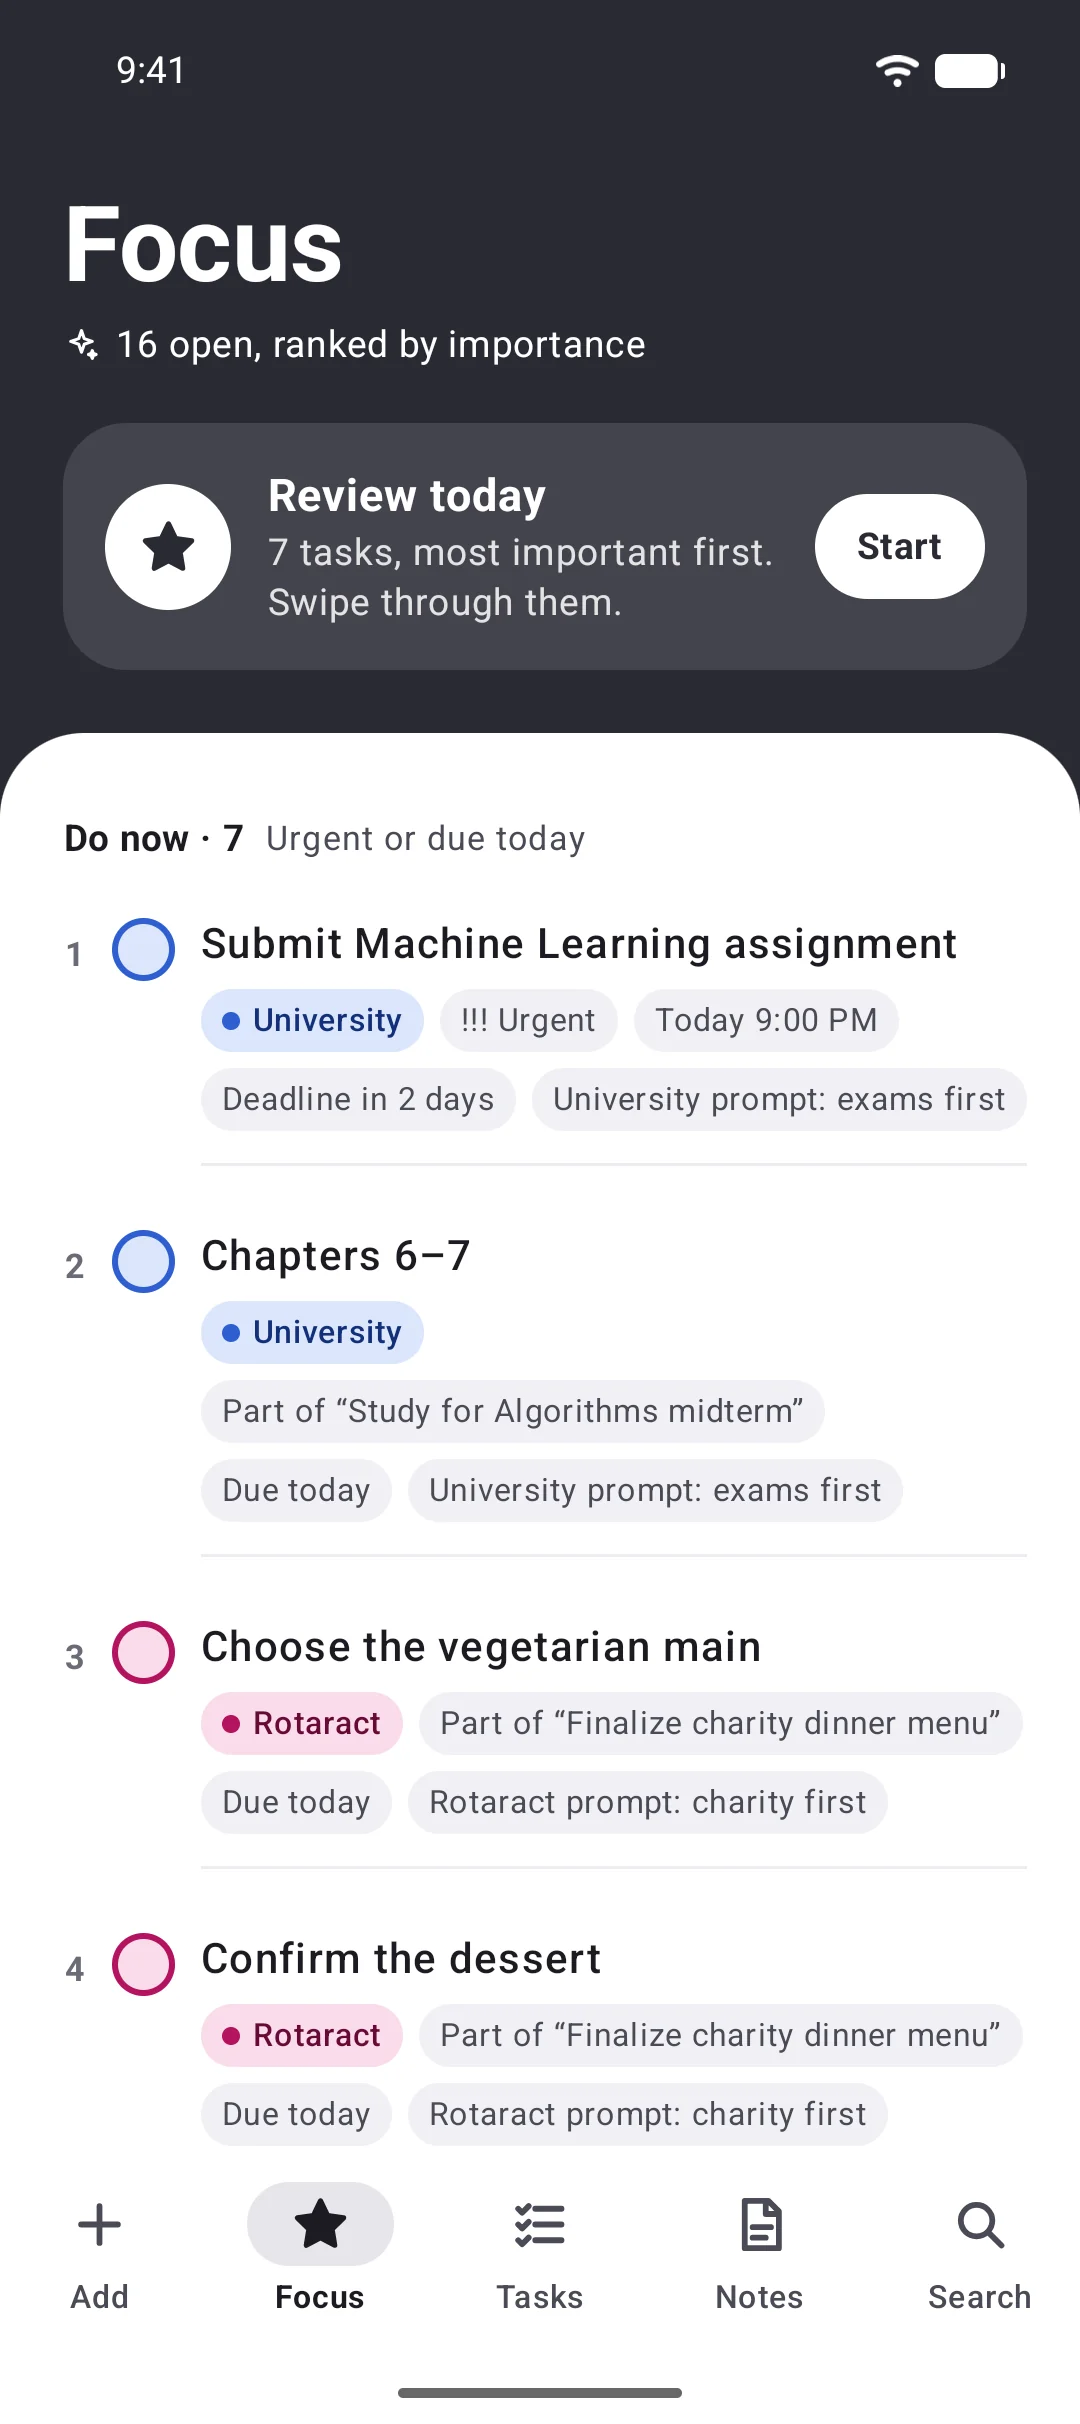 9:41
Focus
16 open, ranked by importance
Review today
7 tasks, most important first.
Swipe through them.
Start
Do now · 7 Urgent or due today
1 Submit Machine Learning assignment
University !!! Urgent Today 9:00 PM
Deadline in 2 days University prompt: exams first
2 Chapters 6–7
University
Part of “Study for Algorithms midterm”
Due today University prompt: exams first
3 Choose the vegetarian main
Rotaract Part of “Finalize charity dinner menu”
Due today Rotaract prompt: charity first
4 Confirm the dessert
Rotaract Part of “Finalize charity dinner menu”
Due today Rotaract prompt: charity first
Add Focus Tasks Notes Search